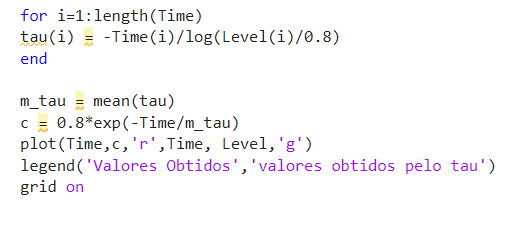 for i=1:length(Time)
tau(i) = -Time(i)/log(Level(i)/0.8)
end
m_tau = mean(tau)
c = 0.8*exp(-Time/m_tau)
plot(Time,c,'r',Time, Level,'g')
legend('Valores Obtidos','valores obtidos pelo tau')
grid on